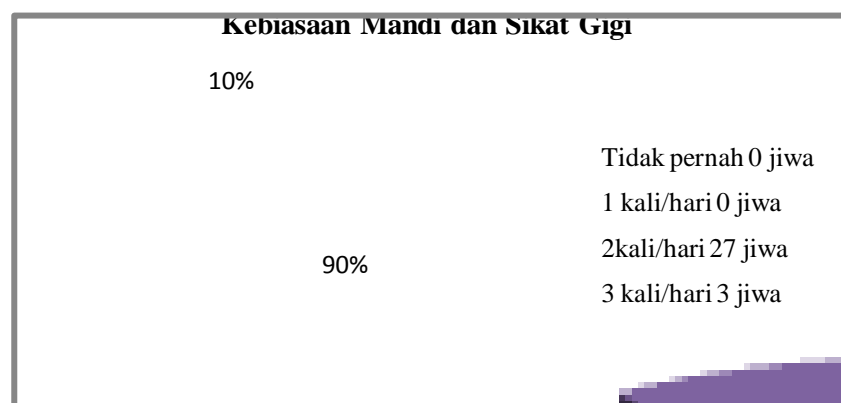 Kebiasaan Mandi dan Sikat Gigi
10%
Tidak pernah 0 jiwa
1 kali/hari 0 jiwa
2kali/hari 27 jiwa
90%
3 kali/hari 3 jiwa